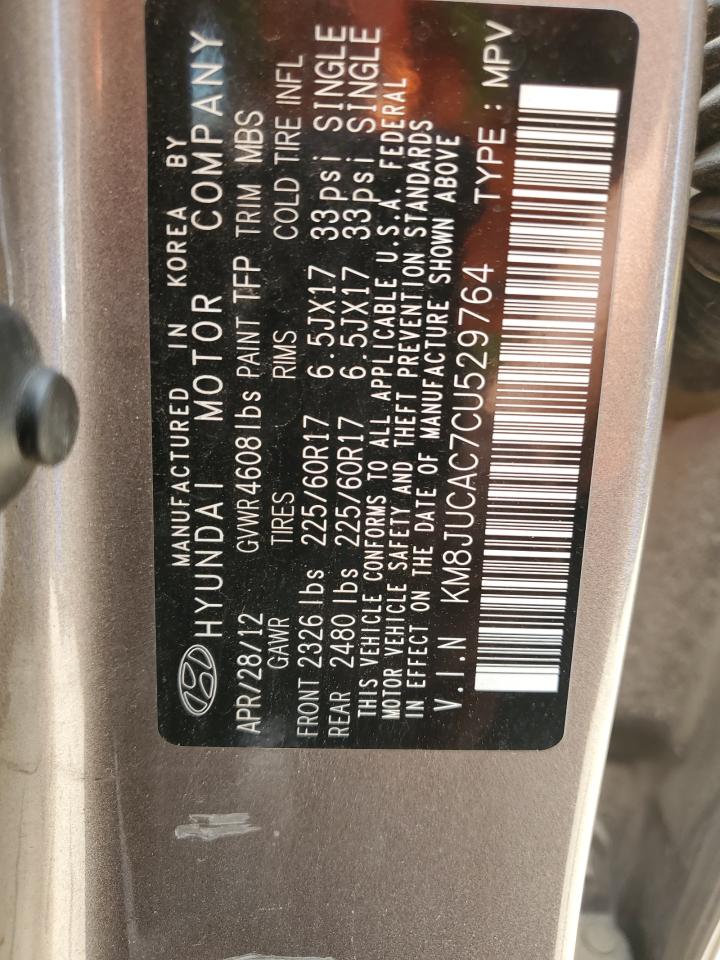 MANUFACTURED IN KOREA BY
HYUNDAI MOTOR COMPANY
APR/28/12 GVWR4608lbs PAINT TFP TRIM MBS
GAWR TIRES RIMS COLD TIRE INFL
FRONT 2326 lbs 225/60R17 6.5JX17 33psi SINGLE
REAR 2480 lbs 225/60R17 6.5JX17 33psi SINGLE
THIS VEHICLE CONFORMS TO ALL APPLICABLE U.S.A. FEDERAL
MOTOR VEHICLE SAFETY AND THEFT PREVENTION STANDARDS
IN EFFECT ON THE DATE OF MANUFACTURE SHOWN ABOVE
V.I.N KM8JUCAC7CU529764 TYPE : MPV